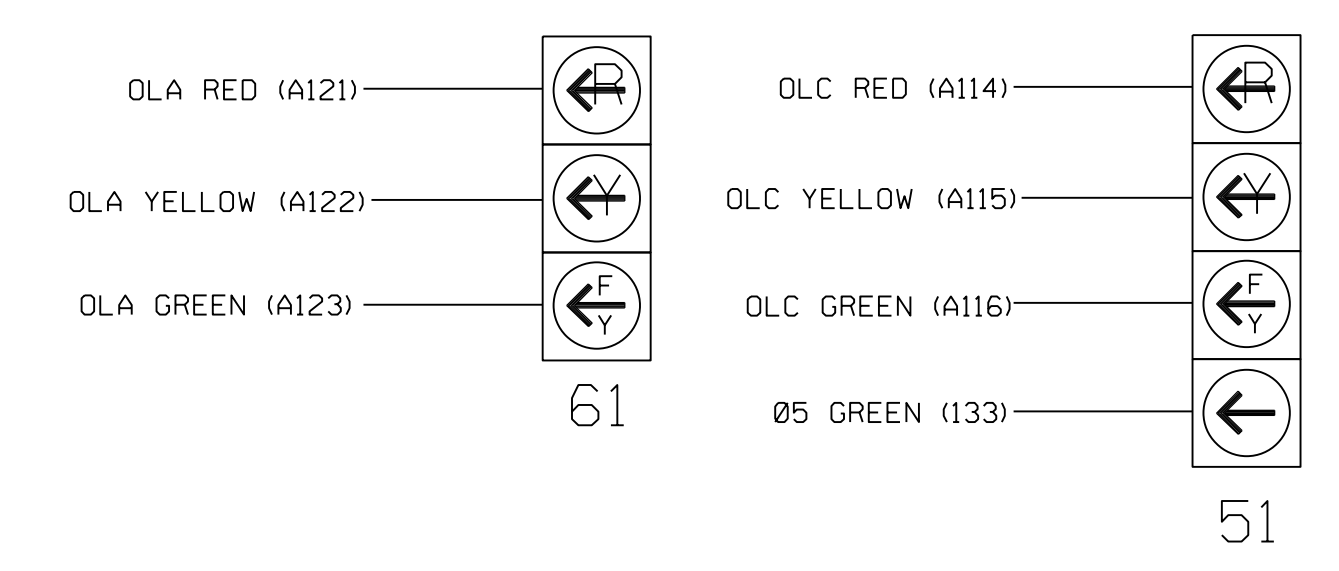 OLA RED (A121)
R
OLA YELLOW (A122)
Y
OLA GREEN (A123)
F
Y
61
OLC RED (A114)
R
OLC YELLOW (A115)
Y
OLC GREEN (A116)
F
Y
Ø5 GREEN (133)
51